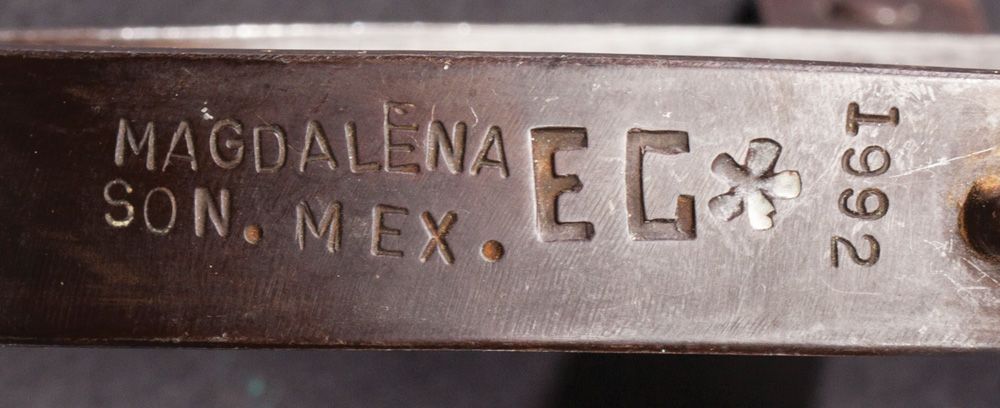 MAGDALENA
SON. MEX.
EG
1992